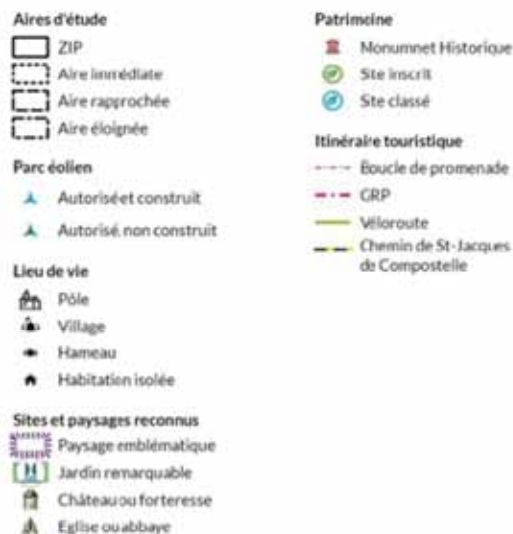 Aires d'étude
ZIP
Aire immédiate
Aire rapprochée
Aire éloignée
Parc éolien
Autorisé et construit
Autorisé, non construit
Lieu de vie
Pôle
Village
Hameau
Habitation isolée
Sites et paysages reconnus
Paysage emblématique
Jardin remarquable
Château ou forteresse
Eglise ou abbaye
Patrimoine
Monumnet Historique
Ste inscrit
Ste classé
Itinéraire touristique
Boucle de promenade
GRP
Véloroute
Chemin de St-Jacques
de Compostelle